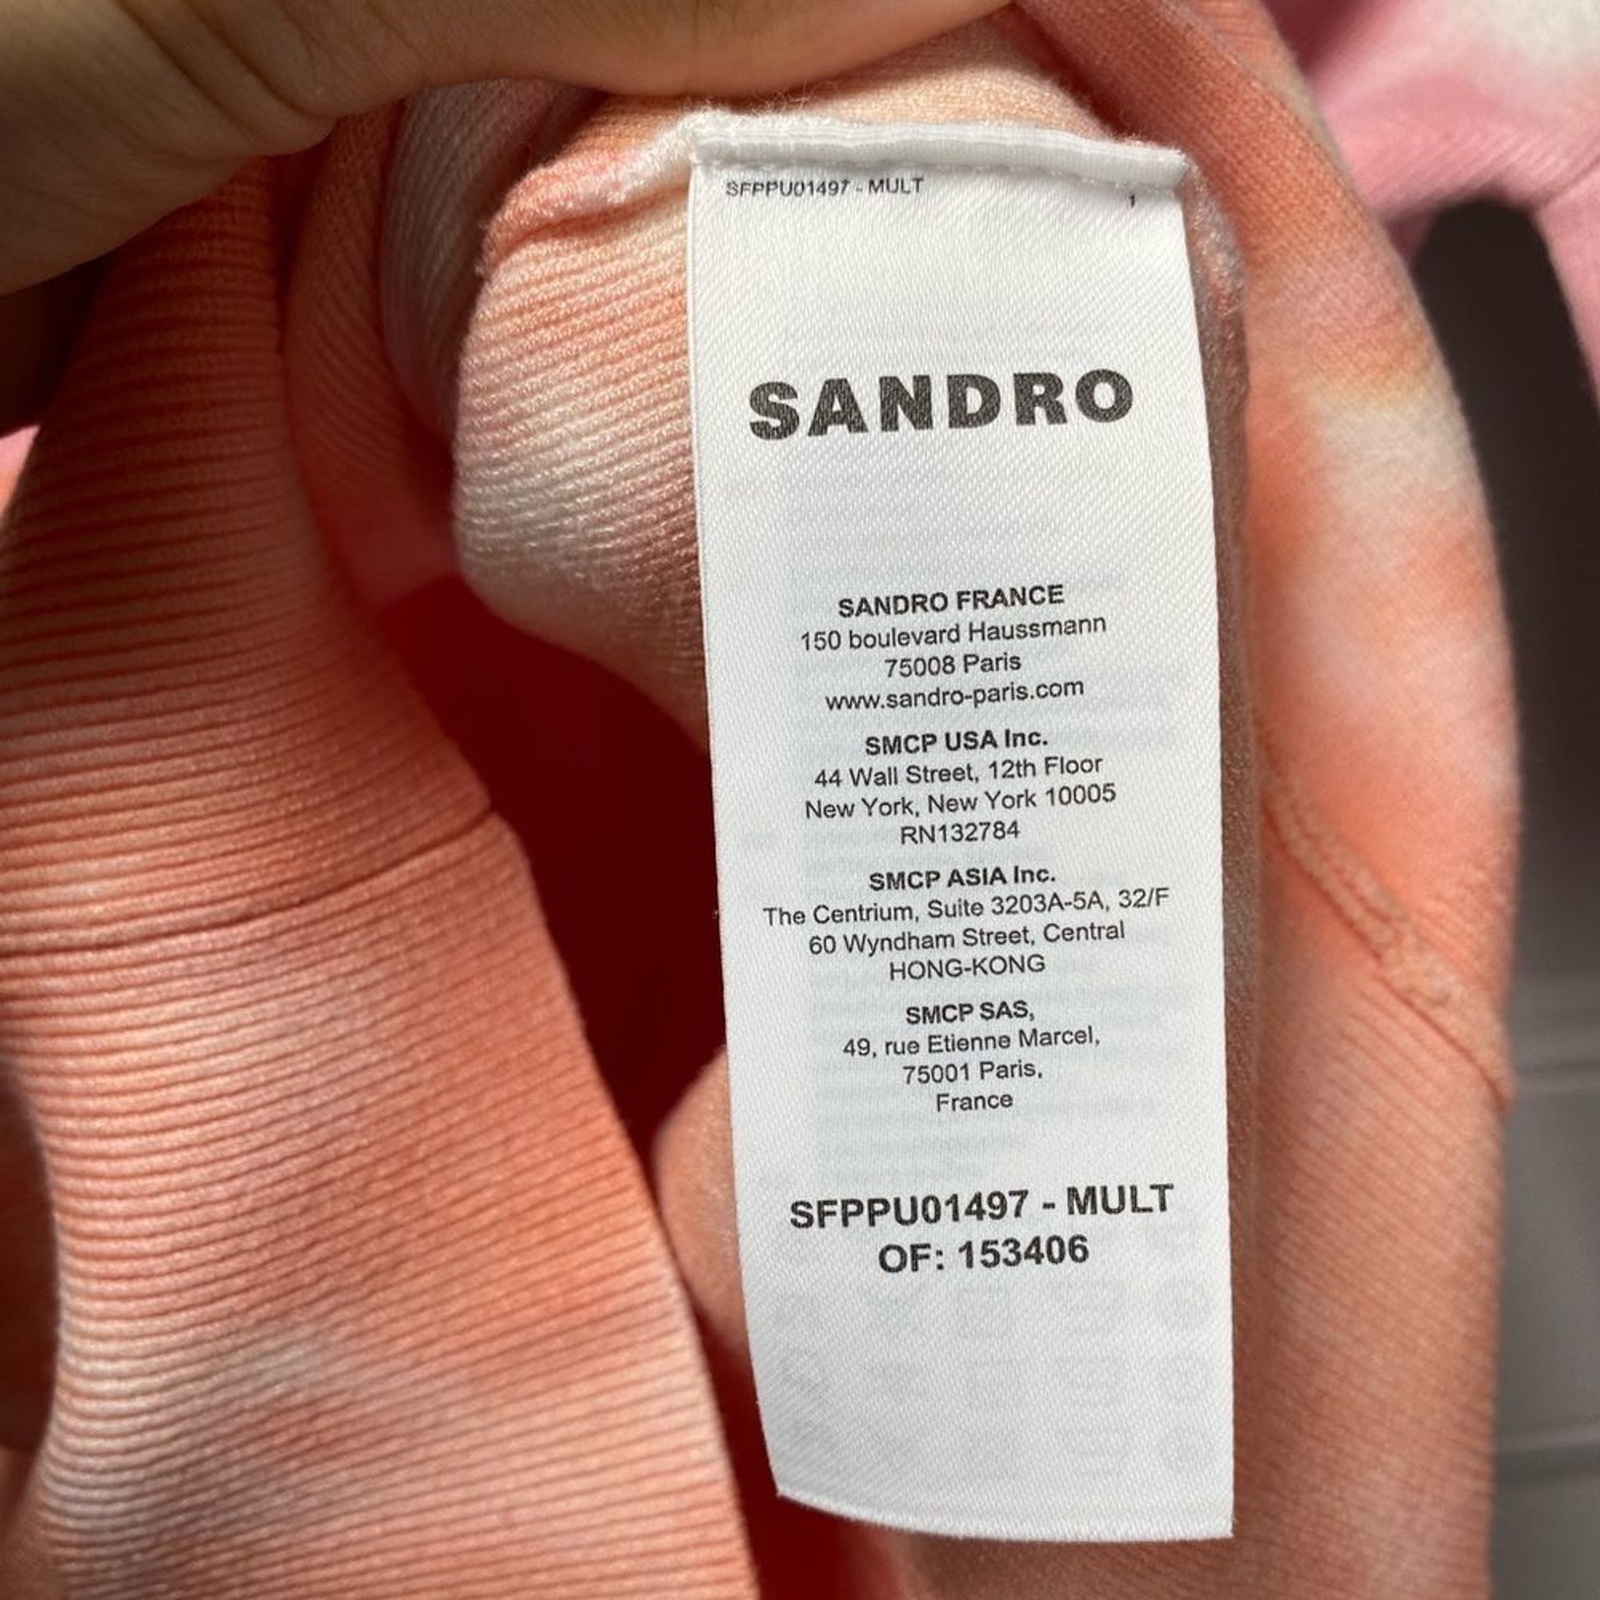 SFPPU01497 - MULT
1
SANDRO
SANDRO FRANCE
150 boulevard Haussmann
75008 Paris
www.sandro-paris.com
SMCP USA Inc.
44 Wall Street, 12th Floor
New York, New York 10005
RN132784
SMCP ASIA Inc.
The Centrium, Suite 3203A-5A, 32/F
60 Wyndham Street, Central
HONG-KONG
SMCP SAS,
49, rue Etienne Marcel,
75001 Paris,
France
SFPPU01497 - MULT
OF: 153406